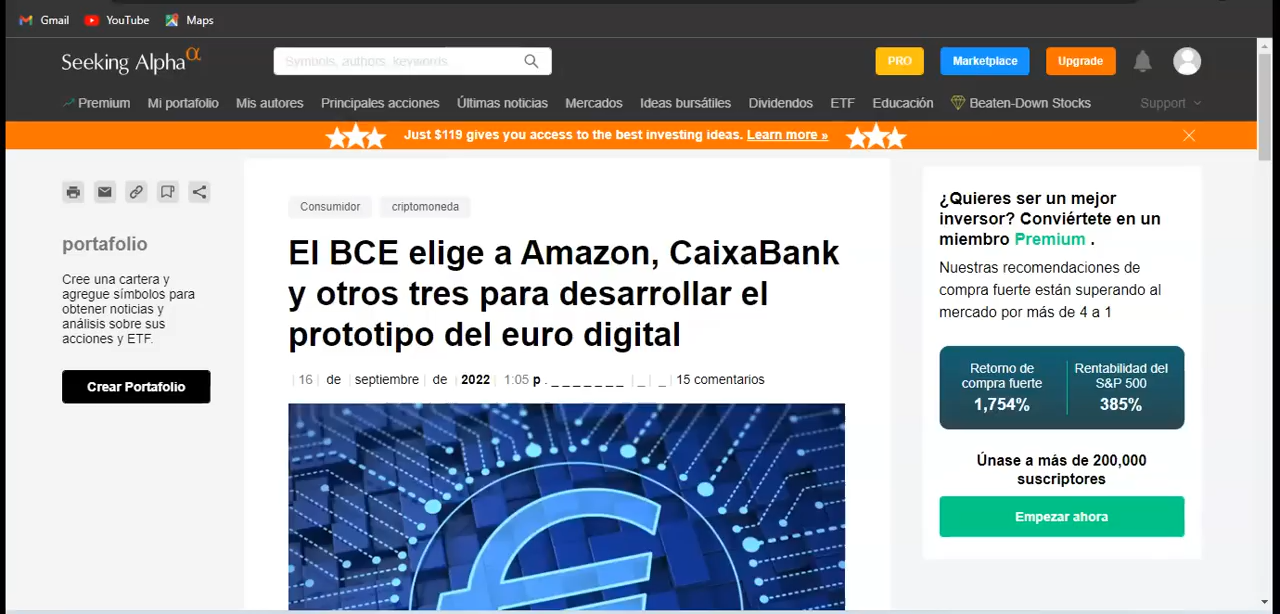 Gmail YouTube Maps
Seeking Alpha α
Symbols, authors, keywords
PRO Marketplace Upgrade
Premium Mi portafolio Mis autores Principales acciones Últimas noticias Mercados Ideas bursátiles Dividendos ETF Educación Beaten-Down Stocks Support
Just $119 gives you access to the best investing ideas. Learn more »
portafolio
Cree una cartera y
agregue símbolos para
obtener noticias y
análisis sobre sus
acciones y ETF.
Crear Portafolio
Consumidor criptomoneda
El BCE elige a Amazon, CaixaBank
y otros tres para desarrollar el
prototipo del euro digital
| 16 | de | septiembre | de | 2022 | 1:05 p . _ _ _ _ _ _ _ | _ | _ | 15 comentarios
¿Quieres ser un mejor
inversor? Conviértete en un
miembro Premium .
Nuestras recomendaciones de
compra fuerte están superando al
mercado por más de 4 a 1
Retorno de
compra fuerte
1,754%
Rentabilidad del
S&P 500
385%
Únase a más de 200,000
suscriptores
Empezar ahora